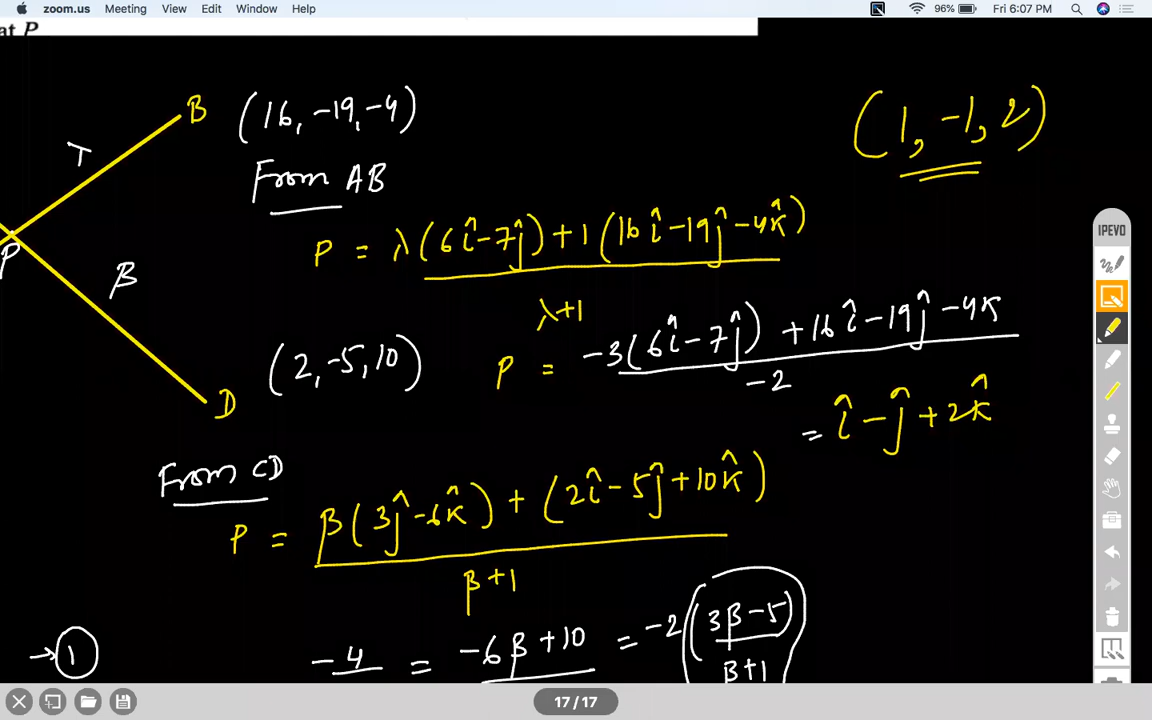 zoom.us Meeting View Edit Window Help 96% Fri 6:07 PM
at P
B (16, -19, -4)
(1, -1, 2)
From AB
P = λ(6î-7ĵ) + 1(16î-19ĵ-4k̂)
λ+1
P
β
P = -3(6î-7ĵ) + 16î-19ĵ-4k
-2
(2, -5, 10)
D
= î-ĵ+2k̂
From CD
P = β(3ĵ-6k̂) + (2î-5ĵ+10k̂)
β+1
→ 1
-4 = -6β+10 = -2(3β-5)
β+1
IPEVO
17/17